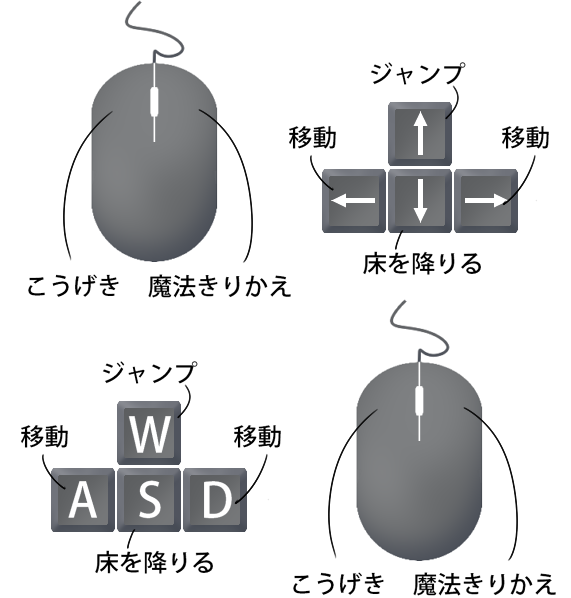 ジャンプ
移動 移動
床を降りる
こうげき 魔法きりかえ
ジャンプ
W
移動 移動
A S D
床を降りる
こうげき 魔法きりかえ